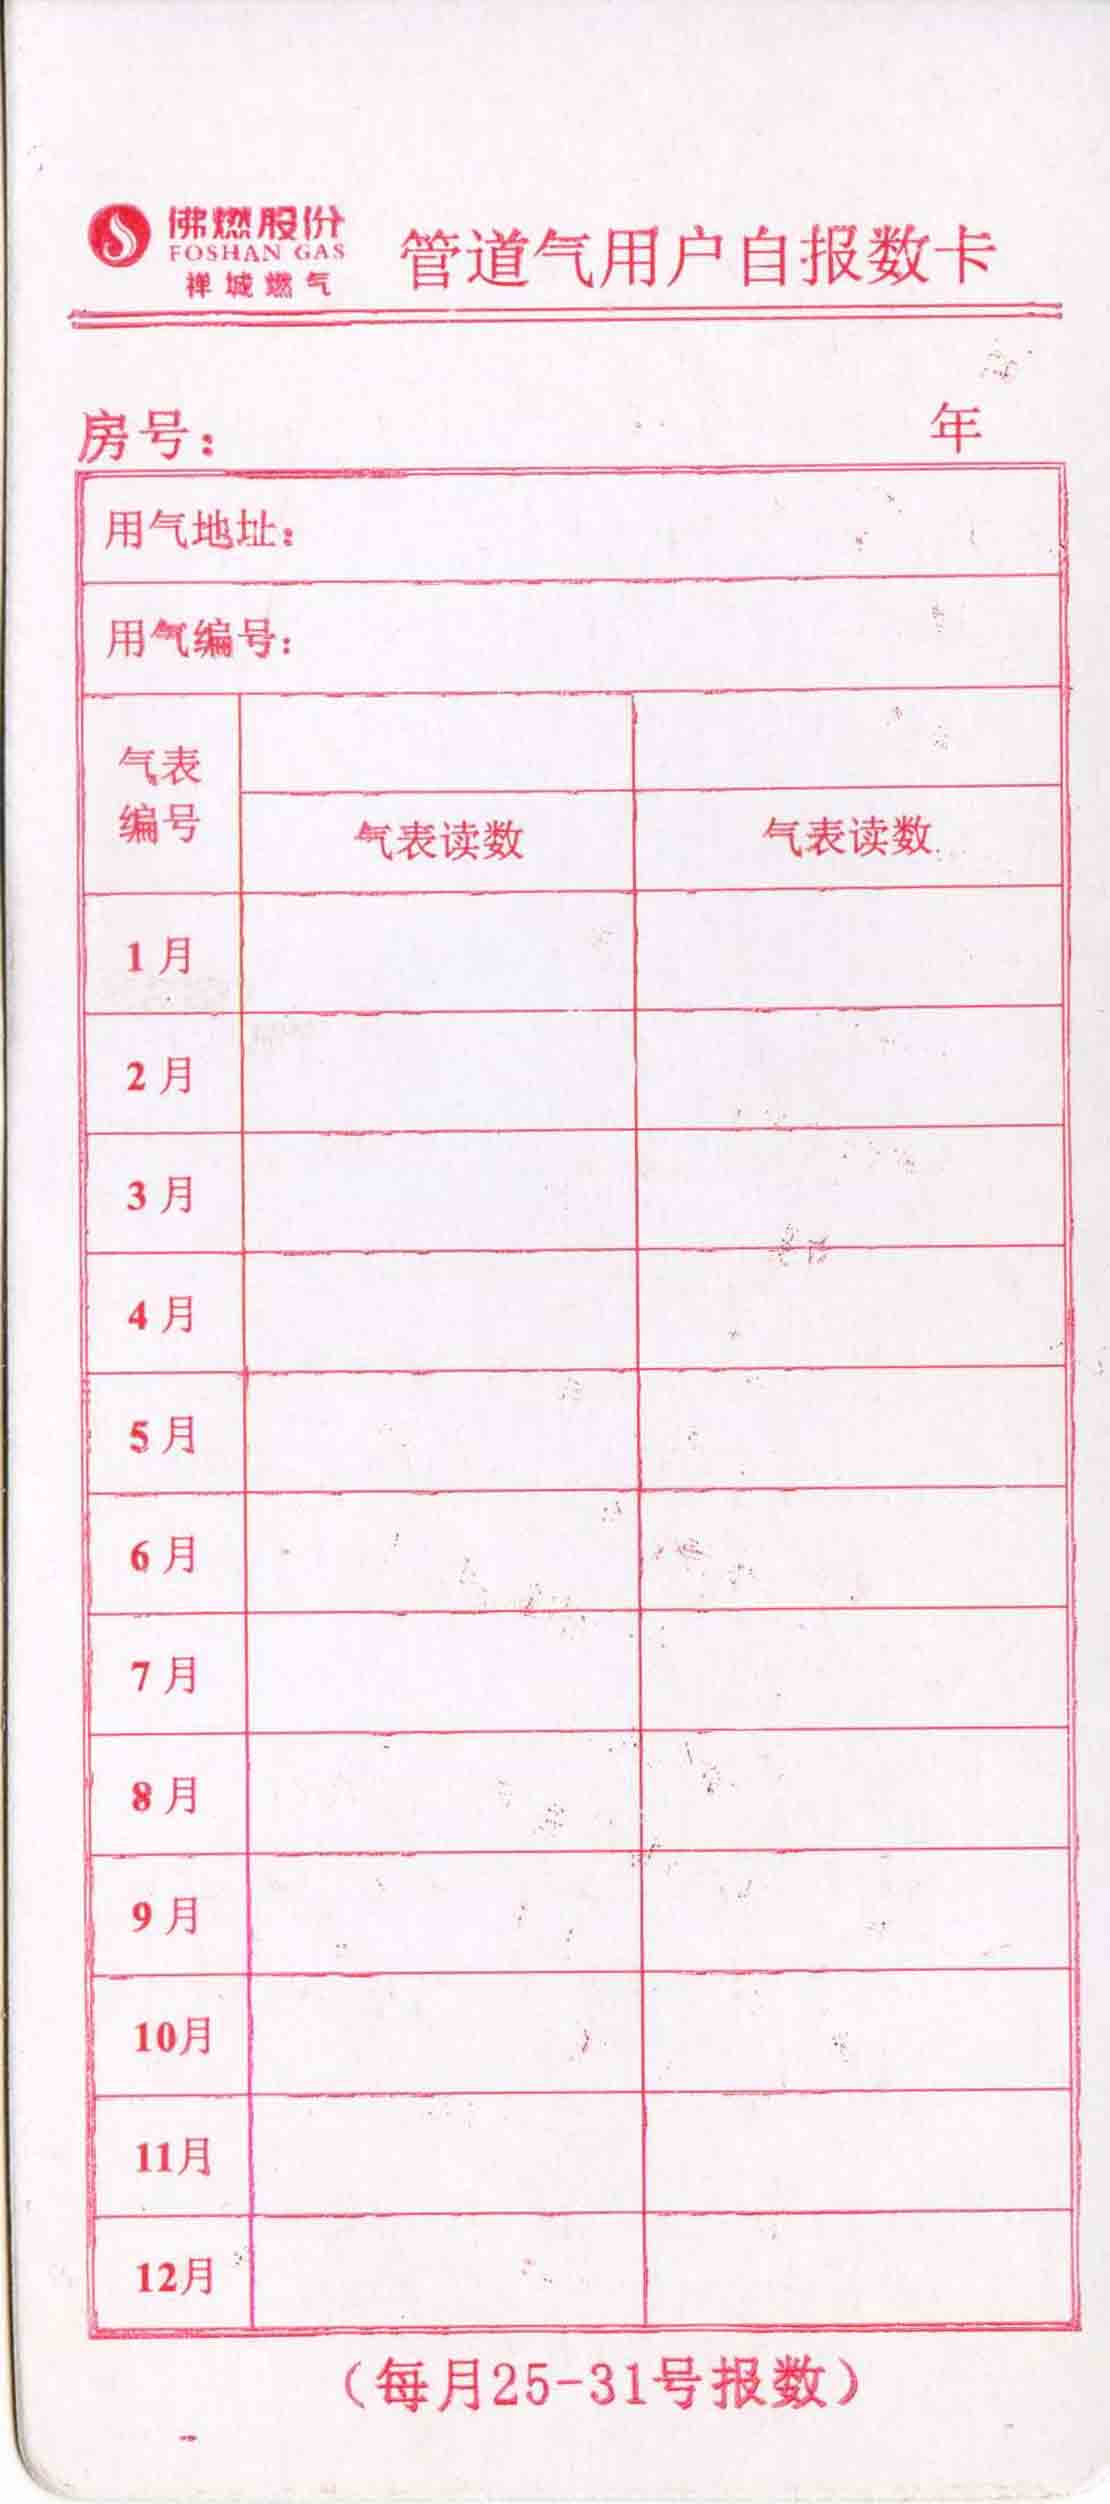 佛燃股份
FOSHAN GAS
禅城燃气
管道气用户自报数卡
房号： 年
用气地址：
用气编号：
气表
编号
气表读数 气表读数
1月
2月
3月
4月
5月
6月
7月
8月
9月
10月
11月
12月
（每月25-31号报数）